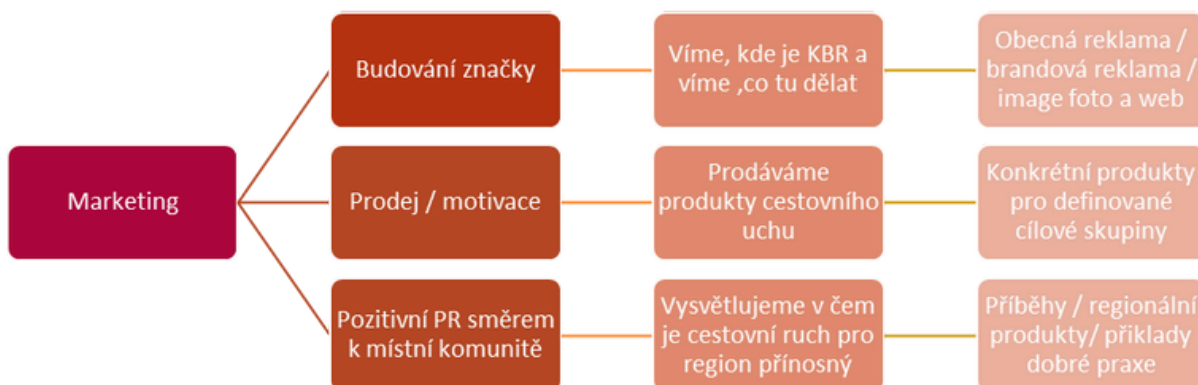 Marketing
Budování značky
Víme, kde je KBR a
víme ,co tu dělat
Obecná reklama /
brandová reklama /
image foto a web
Prodej / motivace
Prodáváme
produkty cestovního
uchu
Konkrétní produkty
pro definované
cílové skupiny
Pozitivní PR směrem
k místní komunitě
Vysvětlujeme v čem
je cestovní ruch pro
region přínosný
Příběhy / regionální
produkty/ přiklady
dobré praxe